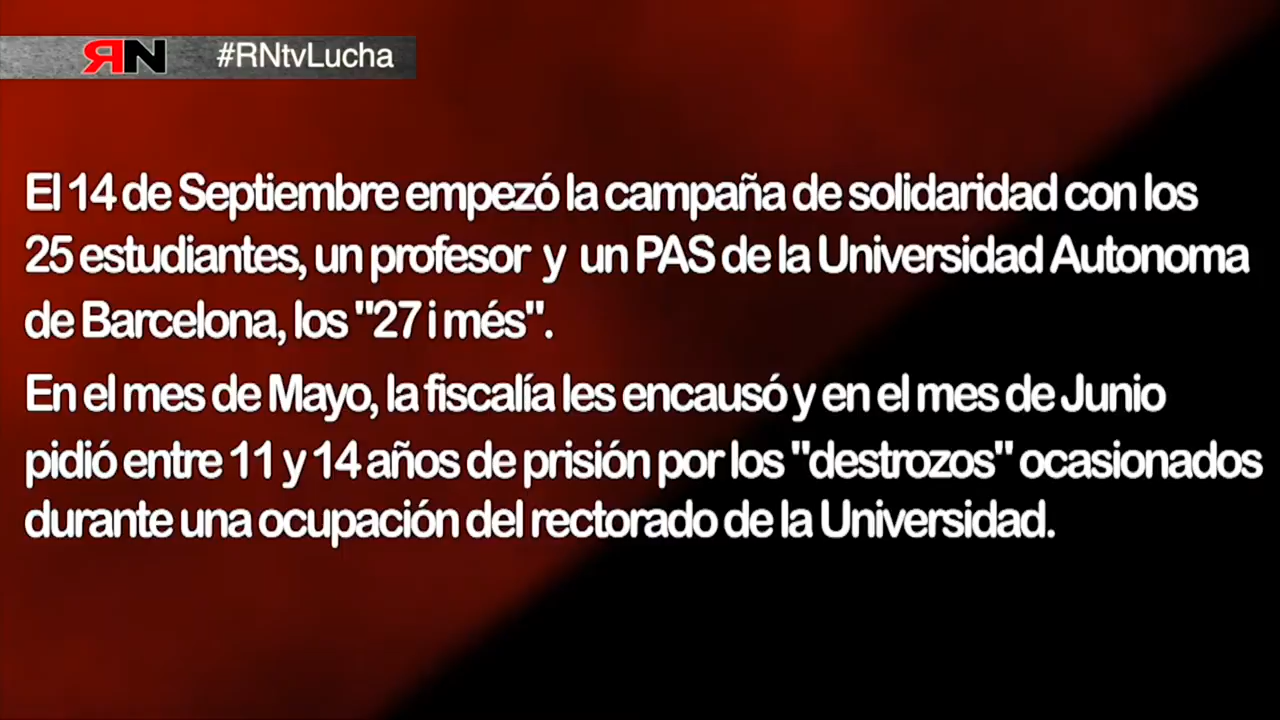 RN #RNtvLucha
El 14 de Septiembre empezó la campaña de solidaridad con los
25 estudiantes, un profesor y un PAS de la Universidad Autonoma
de Barcelona, los "27 i més".
En el mes de Mayo, la fiscalía les encausó y en el mes de Junio
pidió entre 11 y 14 años de prisión por los "destrozos" ocasionados
durante una ocupación del rectorado de la Universidad.